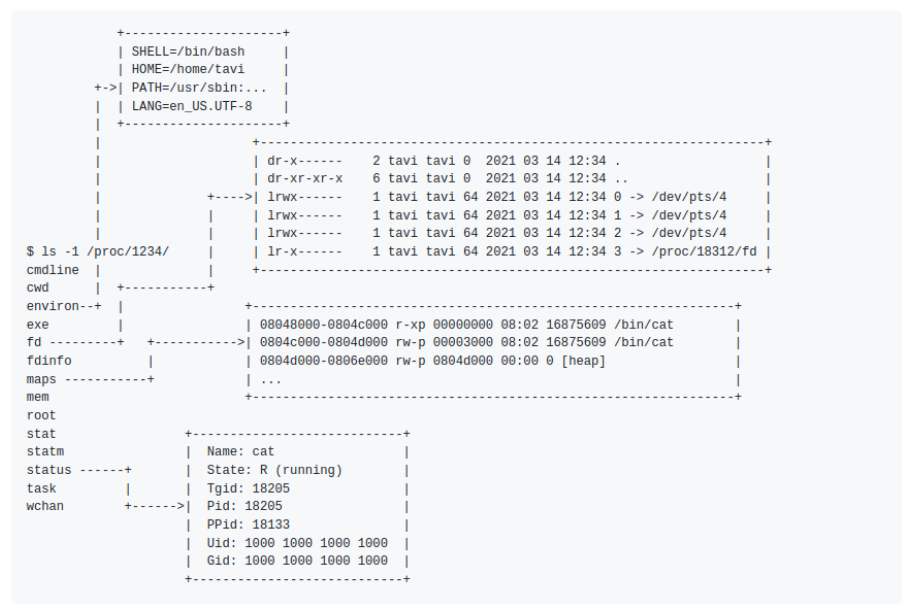 +---------------------+
                | SHELL=/bin/bash     |
                | HOME=/home/tavi     |
             +->| PATH=/usr/sbin:...  |
             |  | LANG=en_US.UTF-8    |
             |  +---------------------+
             |                    +-------------------------------------------------------------------+
             |                    | dr-x------    2 tavi tavi 0  2021 03 14 12:34 .                   |
             |                    | dr-xr-xr-x    6 tavi tavi 0  2021 03 14 12:34 ..                  |
             |              +---->| lrwx------    1 tavi tavi 64 2021 03 14 12:34 0 -> /dev/pts/4     |
             |              |     | lrwx------    1 tavi tavi 64 2021 03 14 12:34 1 -> /dev/pts/4     |
             |              |     | lrwx------    1 tavi tavi 64 2021 03 14 12:34 2 -> /dev/pts/4     |
$ ls -1 /proc/1234/         |     | lr-x------    1 tavi tavi 64 2021 03 14 12:34 3 -> /proc/18312/fd |
cmdline      |              |     +-------------------------------------------------------------------+
cwd          |  +-----------+
environ--+   |             +----------------------------------------------------------------+
exe          |             | 08048000-0804c000 r-xp 00000000 08:02 16875609 /bin/cat        |
fd ---------+   +--------->| 0804c000-0804d000 rw-p 00003000 08:02 16875609 /bin/cat        |
fdinfo          |          | 0804d000-0806e000 rw-p 0804d000 00:00 0 [heap]                 |
maps -----------+          | ...                                                            |
mem                        +----------------------------------------------------------------+
root
stat                 +----------------------------+
statm                |  Name: cat                 |
status ------+       |  State: R (running)        |
task         |       |  Tgid: 18205               |
wchan        +------>|  Pid: 18205                |
                     |  PPid: 18133               |
                     |  Uid: 1000 1000 1000 1000  |
                     |  Gid: 1000 1000 1000 1000  |
                     +----------------------------+